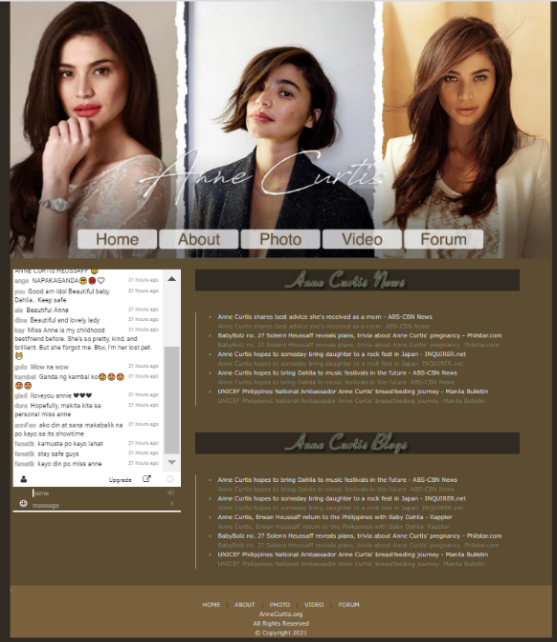 Anne Curtis
Home
About
Photo
Video
Forum
ANNE CURTIS HEUSSAFF
ange NAPAKAGANDA 21 hours ago
you Good am Idol Beautiful baby 21 hours ago
Dahlia.. Keep safe
ale Beautiful Anne 21 hours ago
dina Beautiful and lovely lady 21 hours ago
kay Miss Anne is my childhood 21 hours ago
bestfriend before. She's so pretty, kind, and
brilliant. But she forgot me. Btw, I'm her lost pet.
golo Wow na wow 21 hours ago
kambal Ganda ng kambal ko 21 hours ago
glad iloveyou annie ♥♥♥ 21 hours ago
dara Hopefully, makita kita sa 21 hours ago
personal miss anne
annFan ako din at sana makabalik na 21 hours ago
po kayo sa its showtime
fanatik kamusta po kayo lahat 21 hours ago
fanatik stay safe guys 21 hours ago
fanatik kayo din po miss anne 21 hours ago
Upgrade
name
message
Anne Curtis News
Anne Curtis shares best advice she's received as a mom - ABS-CBN News
Anne Curtis shares best advice she's received as a mom ABS-CBN News
BabyBolz no. 2? Solenn Heussaff reveals plans, trivia about Anne Curtis' pregnancy - Philstar.com
BabyBolz no. 2? Solenn Heussaff reveals plans, trivia about Anne Curtis' pregnancy Philstar.com
Anne Curtis hopes to someday bring daughter to a rock fest in Japan - INQUIRER.net
Anne Curtis hopes to someday bring daughter to a rock fest in Japan INQUIRER.net
Anne Curtis hopes to bring Dahlia to music festivals in the future - ABS-CBN News
Anne Curtis hopes to bring Dahlia to music festivals in the future ABS-CBN News
UNICEF Philippines National Ambassador Anne Curtis' breastfeeding journey - Manila Bulletin
UNICEF Philippines National Ambassador Anne Curtis' breastfeeding journey Manila Bulletin
Anne Curtis Blogs
Anne Curtis hopes to bring Dahlia to music festivals in the future - ABS-CBN News
Anne Curtis hopes to bring Dahlia to music festivals in the future ABS-CBN News
Anne Curtis hopes to someday bring daughter to a rock fest in Japan - INQUIRER.net
Anne Curtis hopes to someday bring daughter to a rock fest in Japan INQUIRER.net
Anne Curtis, Erwan Heussaff return to the Philippines with Baby Dahlia - Rappler
Anne Curtis, Erwan Heussaff return to the Philippines with Baby Dahlia Rappler
BabyBolz no. 2? Solenn Heussaff reveals plans, trivia about Anne Curtis' pregnancy - Philstar.com
BabyBolz no. 2? Solenn Heussaff reveals plans, trivia about Anne Curtis' pregnancy Philstar.com
UNICEF Philippines National Ambassador Anne Curtis' breastfeeding journey - Manila Bulletin
UNICEF Philippines National Ambassador Anne Curtis' breastfeeding journey Manila Bulletin
HOME | ABOUT | PHOTO | VIDEO | FORUM
AnneCurtis.org
All Rights Reserved
© Copyright 2021